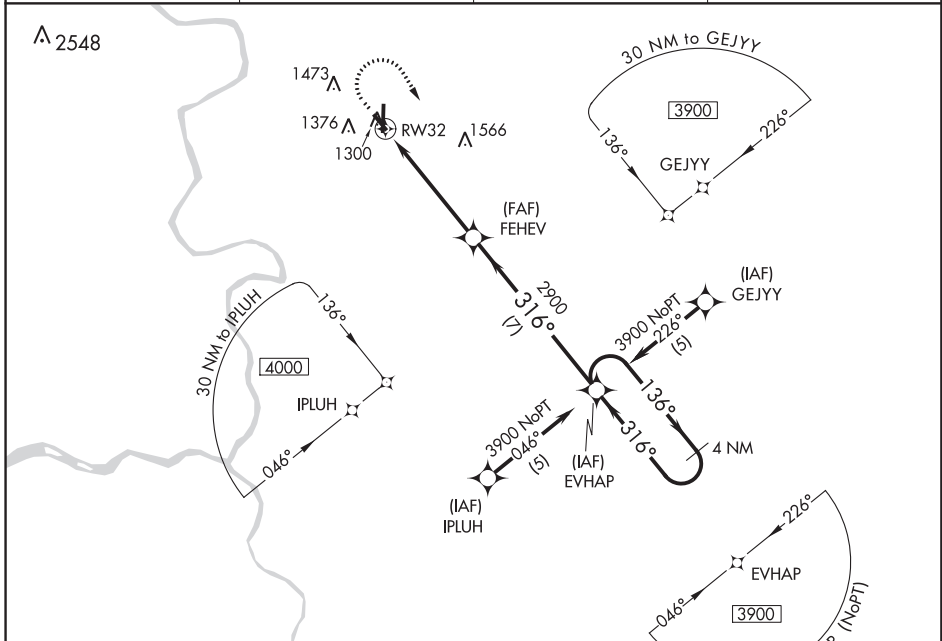 2548
30 NM to GEJYY
1473
3900
1376
RW32
1566
136°
226°
1300
GEJYY
(FAF)
FEHEV
(IAF)
GEJYY
30 NM to IPLUH
136°
2900
316°
(7)
3900 NoPT
226°
(5)
4000
IPLUH
136°
046°
3900 NoPT
046°
(5)
316°
4 NM
(IAF)
EVHAP
(IAF)
IPLUH
226°
EVHAP
046°
3900
(NoPT)